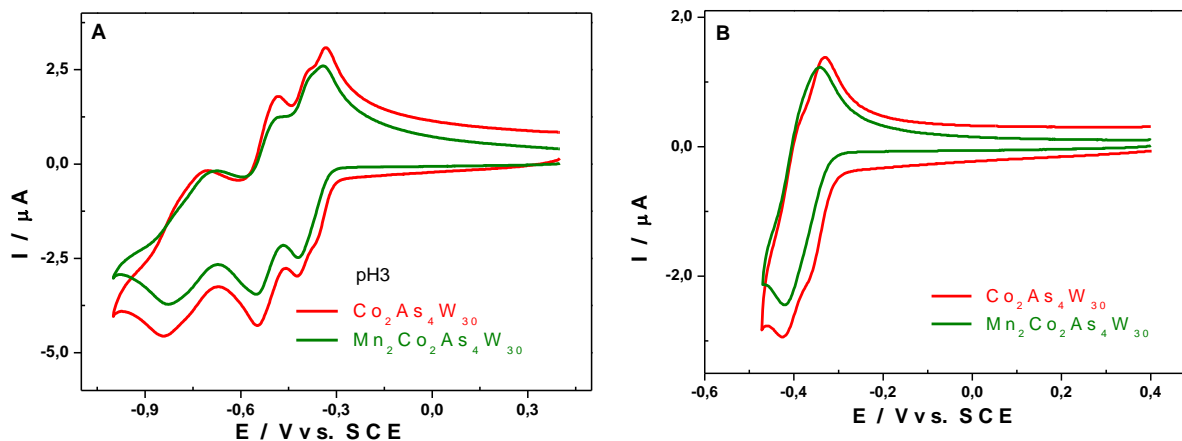 A
I / μA
2,5
0,0
-2,5
-5,0
-0,9
-0,6
-0,3
0,0
0,3
E / V vs. SCE
pH3
Co2As4W30
Mn2Co2As4W30
B
I / μA
2,0
0,0
-2,0
-0,6
-0,4
-0,2
0,0
0,2
0,4
E / V vs. SCE
Co2As4W30
Mn2Co2As4W30